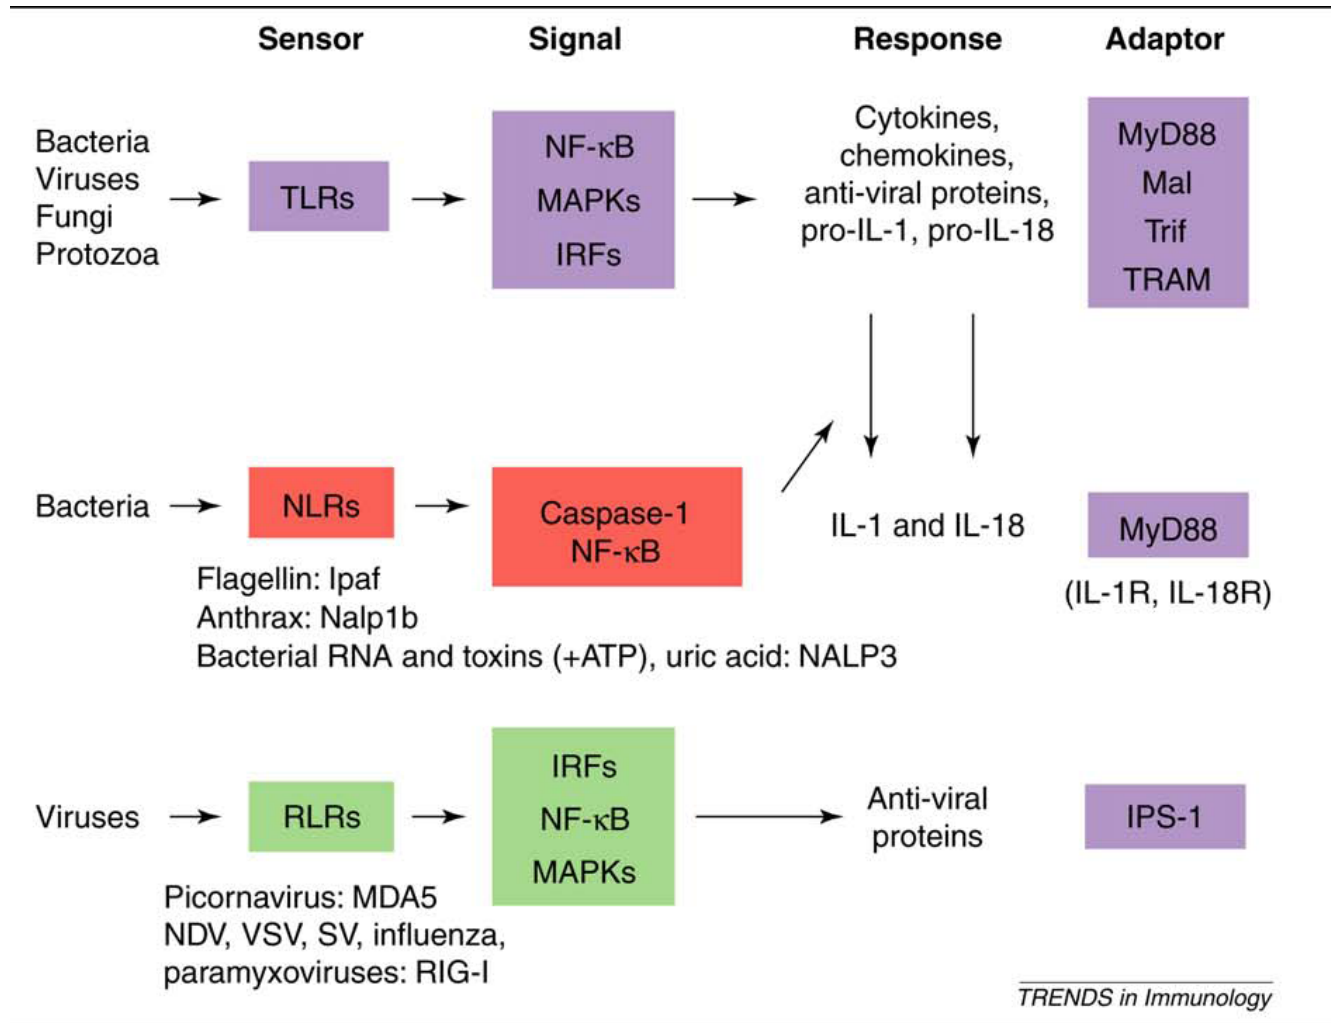 Sensor Signal Response Adaptor
Bacteria
Viruses
Fungi
Protozoa
TLRs
NF-κB
MAPKs
IRFs
Cytokines,
chemokines,
anti-viral proteins,
pro-IL-1, pro-IL-18
MyD88
Mal
Trif
TRAM
Bacteria
NLRs
Caspase-1
NF-κB
IL-1 and IL-18
MyD88
(IL-1R, IL-18R)
Flagellin: Ipaf
Anthrax: Nalp1b
Bacterial RNA and toxins (+ATP), uric acid: NALP3
Viruses
RLRs
IRFs
NF-κB
MAPKs
Anti-viral
proteins
IPS-1
Picornavirus: MDA5
NDV, VSV, SV, influenza,
paramyxoviruses: RIG-I
TRENDS in Immunology